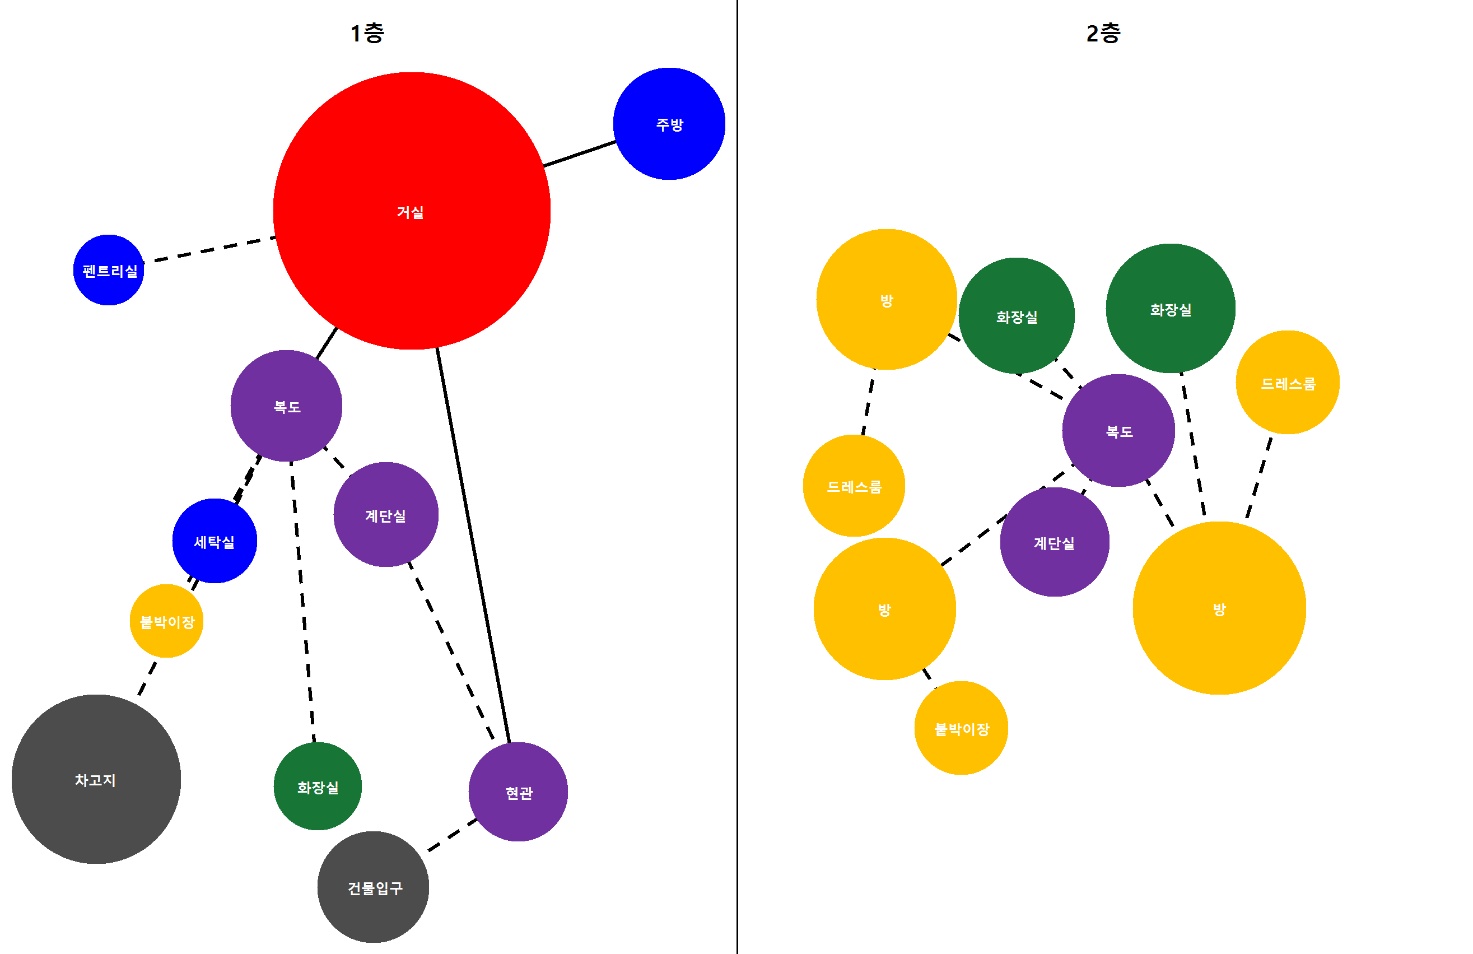 1층
주방
거실
펜트리실
복도
계단실
세탁실
붙박이장
차고지
화장실
현관
건물입구
2층
방
화장실
화장실
드레스룸
복도
드레스룸
계단실
방
방
붙박이장